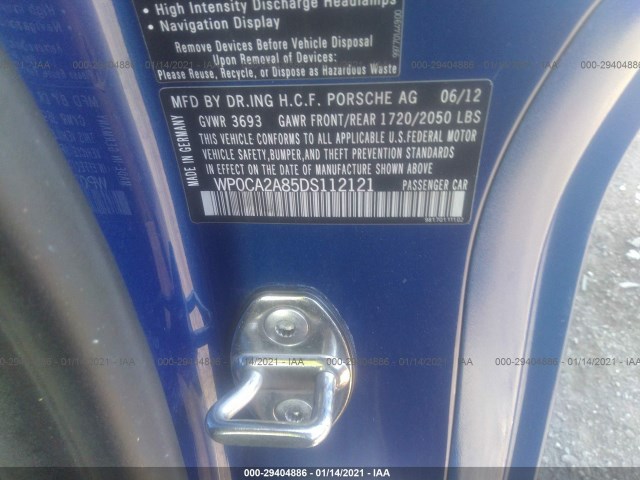 • High Intensity Discharge Headlamps
• Navigation Display
Remove Devices Before Vehicle Disposal
Upon Removal of Devices:
Please Reuse, Recycle, or Dispose as Hazardous Waste
MADE IN GERMANY
MFD BY DR.ING H.C.F. PORSCHE AG 06/12
GVWR 3693 GAWR FRONT/REAR 1720/2050 LBS
THIS VEHICLE CONFORMS TO ALL APPLICABLE U.S.FEDERAL MOTOR
VEHICLE SAFETY,BUMPER,AND THEFT PREVENTION STANDARDS IN
EFFECT ON THE DATE OF MANUFACTURE SHOWN ABOVE.
WP0CA2A85DS112121 PASSENGER CAR
000-29404886 - 01/14/2021 - IAA